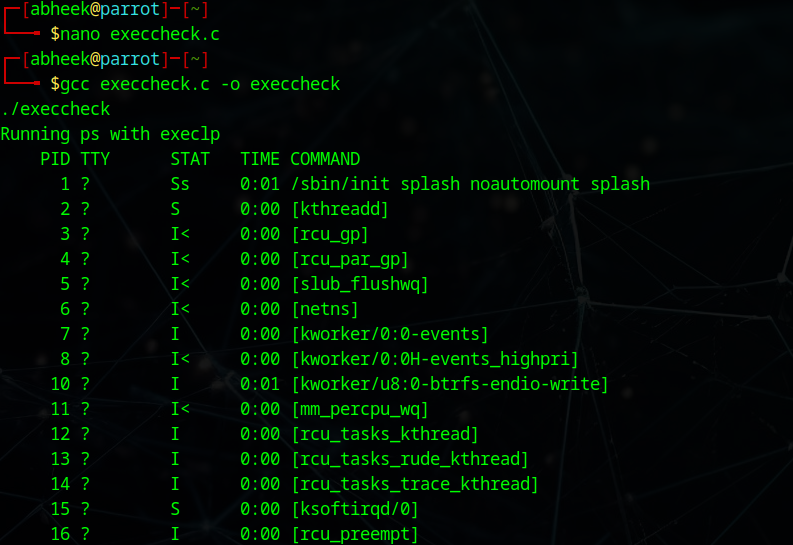 ┌─[abheek@parrot]─[~]
└──╼ $nano execcheck.c
┌─[abheek@parrot]─[~]
└──╼ $gcc execcheck.c -o execcheck
./execcheck
Running ps with execlp
    PID TTY      STAT   TIME COMMAND
      1 ?        Ss     0:01 /sbin/init splash noautomount splash
      2 ?        S      0:00 [kthreadd]
      3 ?        I<     0:00 [rcu_gp]
      4 ?        I<     0:00 [rcu_par_gp]
      5 ?        I<     0:00 [slub_flushwq]
      6 ?        I<     0:00 [netns]
      7 ?        I      0:00 [kworker/0:0-events]
      8 ?        I<     0:00 [kworker/0:0H-events_highpri]
     10 ?        I      0:01 [kworker/u8:0-btrfs-endio-write]
     11 ?        I<     0:00 [mm_percpu_wq]
     12 ?        I      0:00 [rcu_tasks_kthread]
     13 ?        I      0:00 [rcu_tasks_rude_kthread]
     14 ?        I      0:00 [rcu_tasks_trace_kthread]
     15 ?        S      0:00 [ksoftirqd/0]
     16 ?        I      0:00 [rcu_preempt]